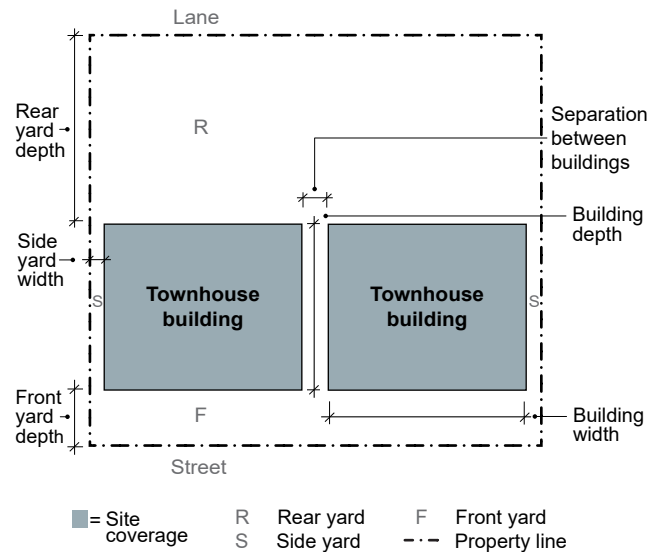 Lane
Rear
yard
depth
R
Separation
between
buildings
Building
depth
Side
yard
width
S
Townhouse
building
Townhouse
building
S
Front
yard
depth
F
Building
width
Street
= Site
coverage
R Rear yard
F Front yard
S Side yard
Property line